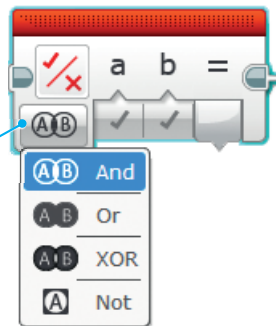 a b =
A B
A B And
A B Or
A B XOR
A Not